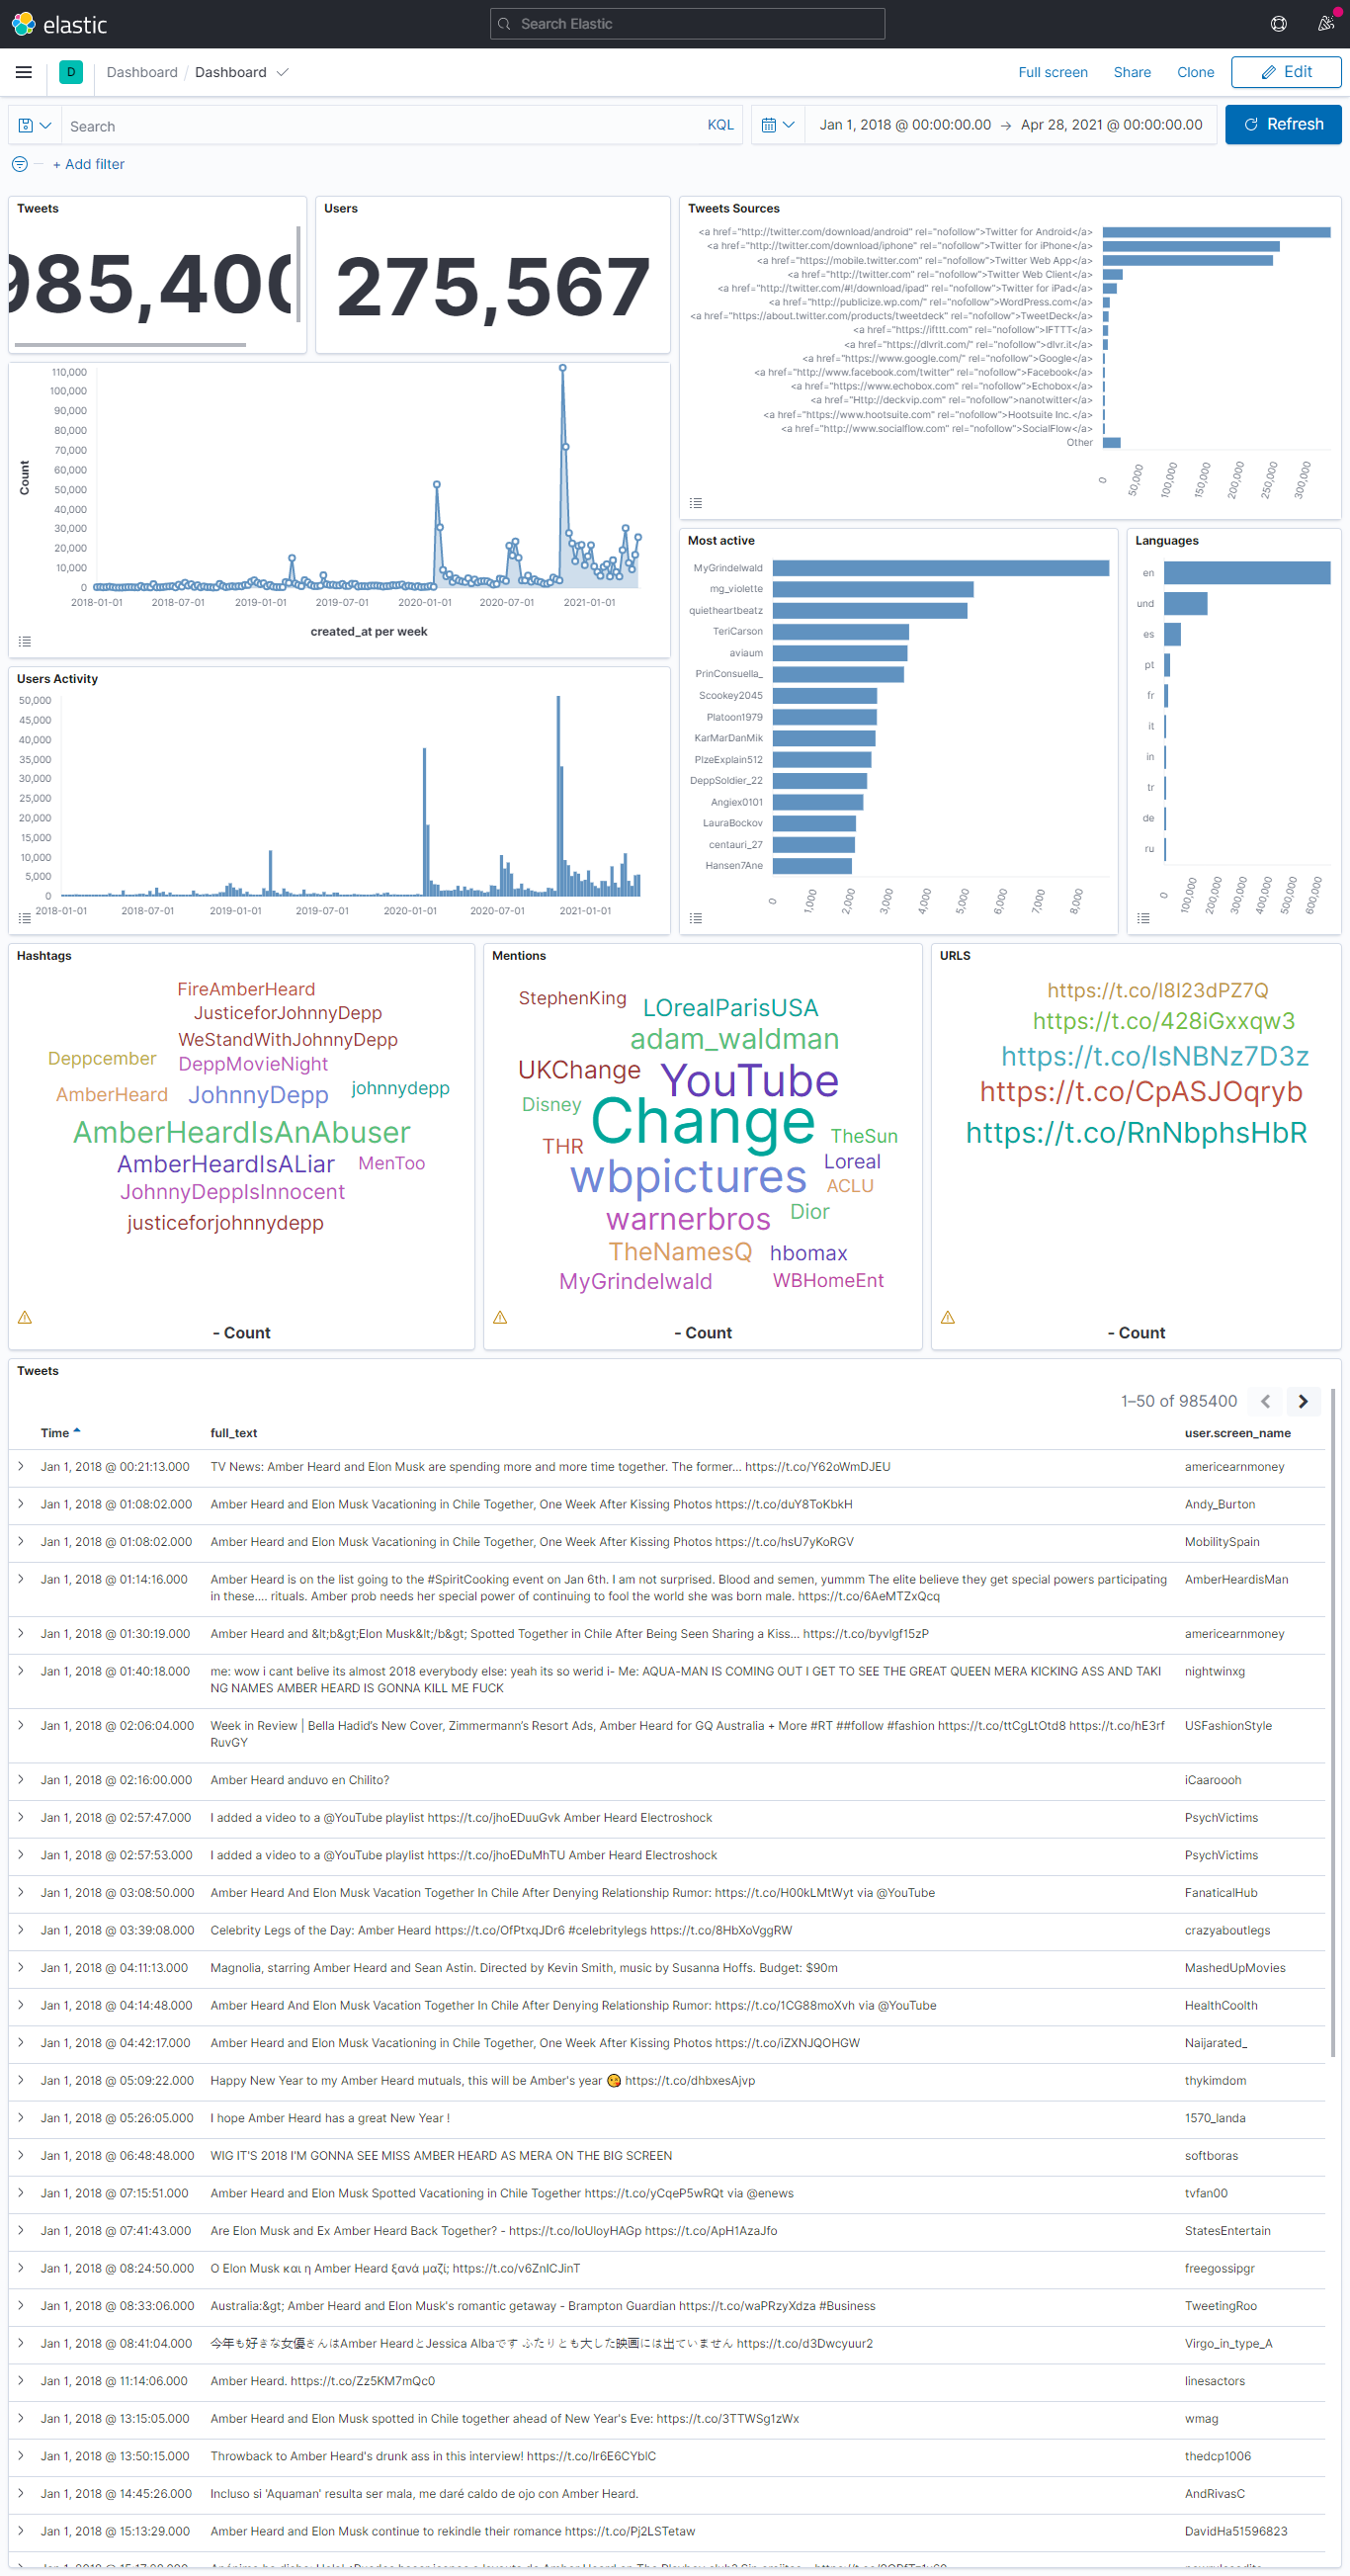 elastic
Search Elastic
D Dashboard / Dashboard
Full screen Share Clone Edit
Search KQL
Jan 1, 2018 @ 00:00:00.00 → Apr 28, 2021 @ 00:00:00.00
Refresh
+ Add filter
Tweets
985,400
Users
275,567
Tweets Sources
<a href="http://twitter.com/download/android" rel="nofollow">Twitter for Android</a>
<a href="http://twitter.com/download/iphone" rel="nofollow">Twitter for iPhone</a>
<a href="https://mobile.twitter.com" rel="nofollow">Twitter Web App</a>
<a href="http://twitter.com" rel="nofollow">Twitter Web Client</a>
<a href="http://twitter.com/#!/download/ipad" rel="nofollow">Twitter for iPad</a>
<a href="http://publicize.wp.com/" rel="nofollow">WordPress.com</a>
<a href="https://about.twitter.com/products/tweetdeck" rel="nofollow">TweetDeck</a>
<a href="https://ifttt.com" rel="nofollow">IFTTT</a>
<a href="https://dlvrit.com/" rel="nofollow">dlvr.it</a>
<a href="https://www.google.com/" rel="nofollow">Google</a>
<a href="http://www.facebook.com/twitter" rel="nofollow">Facebook</a>
<a href="https://www.echobox.com" rel="nofollow">Echobox</a>
<a href="Http://deckvip.com" rel="nofollow">nanotwitter</a>
<a href="https://www.hootsuite.com" rel="nofollow">Hootsuite Inc.</a>
<a href="http://www.socialflow.com" rel="nofollow">SocialFlow</a>
Other
0 50,000 100,000 150,000 200,000 250,000 300,000
110,000
100,000
90,000
80,000
70,000
60,000
50,000
40,000
30,000
20,000
10,000
0
Count
2018-01-01 2018-07-01 2019-01-01 2019-07-01 2020-01-01 2020-07-01 2021-01-01
created_at per week
Users Activity
50,000
45,000
40,000
35,000
30,000
25,000
20,000
15,000
10,000
5,000
0
2018-01-01 2018-07-01 2019-01-01 2019-07-01 2020-01-01 2020-07-01 2021-01-01
Most active
MyGrindelwald
mg_violette
quietheartbeatz
TeriCarson
aviaum
PrinConsuella_
Scookey2045
Platoon1979
KarMarDanMik
PlzeExplain512
DeppSoldier_22
Angiex0101
LauraBockov
centauri_27
Hansen7Ane
0 1,000 2,000 3,000 4,000 5,000 6,000 7,000 8,000
Languages
en
und
es
pt
fr
it
in
tr
de
ru
0 100,000 200,000 300,000 400,000 500,000 600,000
Hashtags
FireAmberHeard
JusticeforJohnnyDepp
WeStandWithJohnnyDepp
Deppcember DeppMovieNight
AmberHeard JohnnyDepp johnnydepp
AmberHeardIsAnAbuser
AmberHeardIsALiar MenToo
JohnnyDeppIsInnocent
justiceforjohnnydepp
- Count
Mentions
StephenKing LOrealParisUSA
adam_waldman
UKChange YouTube
Disney Change TheSun
THR wbpictures Loreal
ACLU
warnerbros Dior
TheNamesQ hbomax
MyGrindelwald WBHomeEnt
- Count
URLS
https://t.co/I8I23dPZ7Q
https://t.co/428iGxxqw3
https://t.co/IsNBNz7D3z
https://t.co/CpASJOqryb
https://t.co/RnNbphsHbR
- Count
Tweets
1–50 of 985400
Time full_text user.screen_name
Jan 1, 2018 @ 00:21:13.000 TV News: Amber Heard and Elon Musk are spending more and more time together. The former... https://t.co/Y62oWmDJEU americearnmoney
Jan 1, 2018 @ 01:08:02.000 Amber Heard and Elon Musk Vacationing in Chile Together, One Week After Kissing Photos https://t.co/duY8ToKbkH Andy_Burton
Jan 1, 2018 @ 01:08:02.000 Amber Heard and Elon Musk Vacationing in Chile Together, One Week After Kissing Photos https://t.co/hsU7yKoRGV MobilitySpain
Jan 1, 2018 @ 01:14:16.000 Amber Heard is on the list going to the #SpiritCooking event on Jan 6th. I am not surprised. Blood and semen, yummm The elite believe they get special powers participating AmberHeardisMan
in these.... rituals. Amber prob needs her special power of continuing to fool the world she was born male. https://t.co/6AeMTZxQcq
Jan 1, 2018 @ 01:30:19.000 Amber Heard and &lt;b&gt;Elon Musk&lt;/b&gt; Spotted Together in Chile After Being Seen Sharing a Kiss... https://t.co/byvlgf15zP americearnmoney
Jan 1, 2018 @ 01:40:18.000 me: wow i cant belive its almost 2018 everybody else: yeah its so werid i- Me: AQUA-MAN IS COMING OUT I GET TO SEE THE GREAT QUEEN MERA KICKING ASS AND TAKI nightwinxg
NG NAMES AMBER HEARD IS GONNA KILL ME FUCK
Jan 1, 2018 @ 02:06:04.000 Week in Review | Bella Hadid's New Cover, Zimmermann's Resort Ads, Amber Heard for GQ Australia + More #RT ##follow #fashion https://t.co/ttCgLtOtd8 https://t.co/hE3rf USFashionStyle
RuvGY
Jan 1, 2018 @ 02:16:00.000 Amber Heard anduvo en Chilito? iCaaroooh
Jan 1, 2018 @ 02:57:47.000 I added a video to a @YouTube playlist https://t.co/jhoEDuuGvk Amber Heard Electroshock PsychVictims
Jan 1, 2018 @ 02:57:53.000 I added a video to a @YouTube playlist https://t.co/jhoEDuMhTU Amber Heard Electroshock PsychVictims
Jan 1, 2018 @ 03:08:50.000 Amber Heard And Elon Musk Vacation Together In Chile After Denying Relationship Rumor: https://t.co/H00kLMtWyt via @YouTube FanaticalHub
Jan 1, 2018 @ 03:39:08.000 Celebrity Legs of the Day: Amber Heard https://t.co/OfPtxqJDr6 #celebritylegs https://t.co/8HbXoVggRW crazyaboutlegs
Jan 1, 2018 @ 04:11:13.000 Magnolia, starring Amber Heard and Sean Astin. Directed by Kevin Smith, music by Susanna Hoffs. Budget: $90m MashedUpMovies
Jan 1, 2018 @ 04:14:48.000 Amber Heard And Elon Musk Vacation Together In Chile After Denying Relationship Rumor: https://t.co/1CG88moXvh via @YouTube HealthCoolth
Jan 1, 2018 @ 04:42:17.000 Amber Heard and Elon Musk Vacationing in Chile Together, One Week After Kissing Photos https://t.co/iZXNJQOHGW Naijarated_
Jan 1, 2018 @ 05:09:22.000 Happy New Year to my Amber Heard mutuals, this will be Amber's year 😘 https://t.co/dhbxesAjvp thykimdom
Jan 1, 2018 @ 05:26:05.000 I hope Amber Heard has a great New Year ! 1570_landa
Jan 1, 2018 @ 06:48:48.000 WIG IT'S 2018 I'M GONNA SEE MISS AMBER HEARD AS MERA ON THE BIG SCREEN softboras
Jan 1, 2018 @ 07:15:51.000 Amber Heard and Elon Musk Spotted Vacationing in Chile Together https://t.co/yCqeP5wRQt via @enews tvfan00
Jan 1, 2018 @ 07:41:43.000 Are Elon Musk and Ex Amber Heard Back Together? - https://t.co/IoUloyHAGp https://t.co/ApH1AzaJfo StatesEntertain
Jan 1, 2018 @ 08:24:50.000 Ο Elon Musk και η Amber Heard ξανά μαζί; https://t.co/v6ZnICJinT freegossipgr
Jan 1, 2018 @ 08:33:06.000 Australia:&gt; Amber Heard and Elon Musk's romantic getaway - Brampton Guardian https://t.co/waPRzyXdza #Business TweetingRoo
Jan 1, 2018 @ 08:41:04.000 今年も好きな女優さんはAmber HeardとJessica Albaです ふたりとも大した映画には出ていません https://t.co/d3Dwcyuur2 Virgo_in_type_A
Jan 1, 2018 @ 11:14:06.000 Amber Heard. https://t.co/Zz5KM7mQc0 linesactors
Jan 1, 2018 @ 13:15:05.000 Amber Heard and Elon Musk spotted in Chile together ahead of New Year's Eve: https://t.co/3TTWSg1zWx wmag
Jan 1, 2018 @ 13:50:15.000 Throwback to Amber Heard's drunk ass in this interview! https://t.co/lr6E6CYblC thedcp1006
Jan 1, 2018 @ 14:45:26.000 Incluso si 'Aquaman' resulta ser mala, me daré caldo de ojo con Amber Heard. AndRivasC
Jan 1, 2018 @ 15:13:29.000 Amber Heard and Elon Musk continue to rekindle their romance https://t.co/Pj2LSTetaw DavidHa51596823